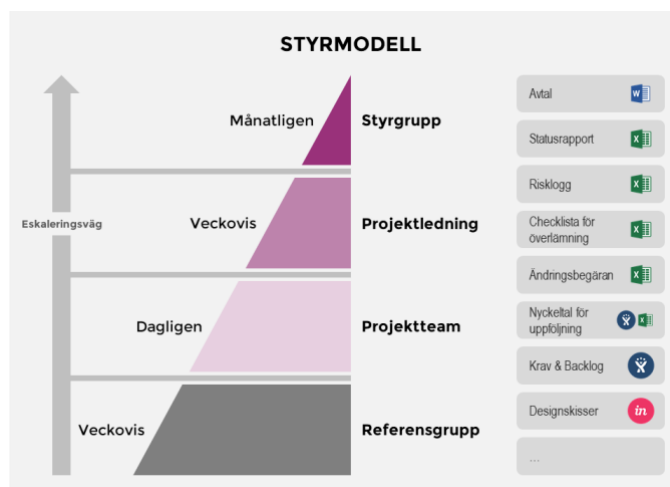 STYRMODELL
Eskaleringsväg
Månatligen
Styrgrupp
Veckovis
Projektledning
Dagligen
Projektteam
Veckovis
Referensgrupp
Avtal
Statusrapport
Risklogg
Checklista för
överlämning
Ändringsbegäran
Nyckeltal för
uppföljning
Krav & Backlog
Designskisser
in
...